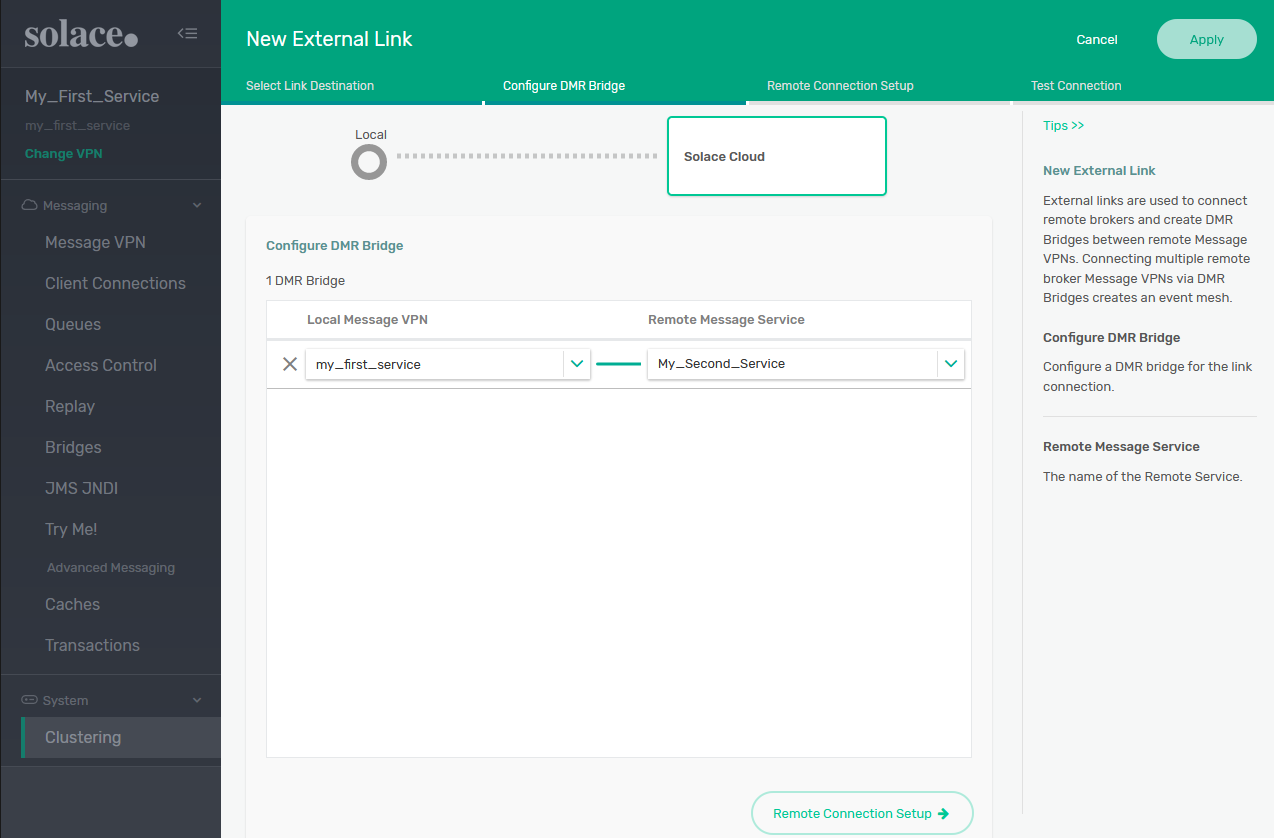 solace.
My_First_Service
my_first_service
Change VPN
Messaging
Message VPN
Client Connections
Queues
Access Control
Replay
Bridges
JMS JNDI
Try Me!
Advanced Messaging
Caches
Transactions
System
Clustering
New External Link
Cancel
Apply
Select Link Destination
Configure DMR Bridge
Remote Connection Setup
Test Connection
Local
Solace Cloud
Configure DMR Bridge
1 DMR Bridge
Local Message VPN
Remote Message Service
my_first_service
My_Second_Service
Remote Connection Setup
Tips >>
New External Link
External links are used to connect
remote brokers and create DMR
Bridges between remote Message
VPNs. Connecting multiple remote
broker Message VPNs via DMR
Bridges creates an event mesh.
Configure DMR Bridge
Configure a DMR bridge for the link
connection.
Remote Message Service
The name of the Remote Service.